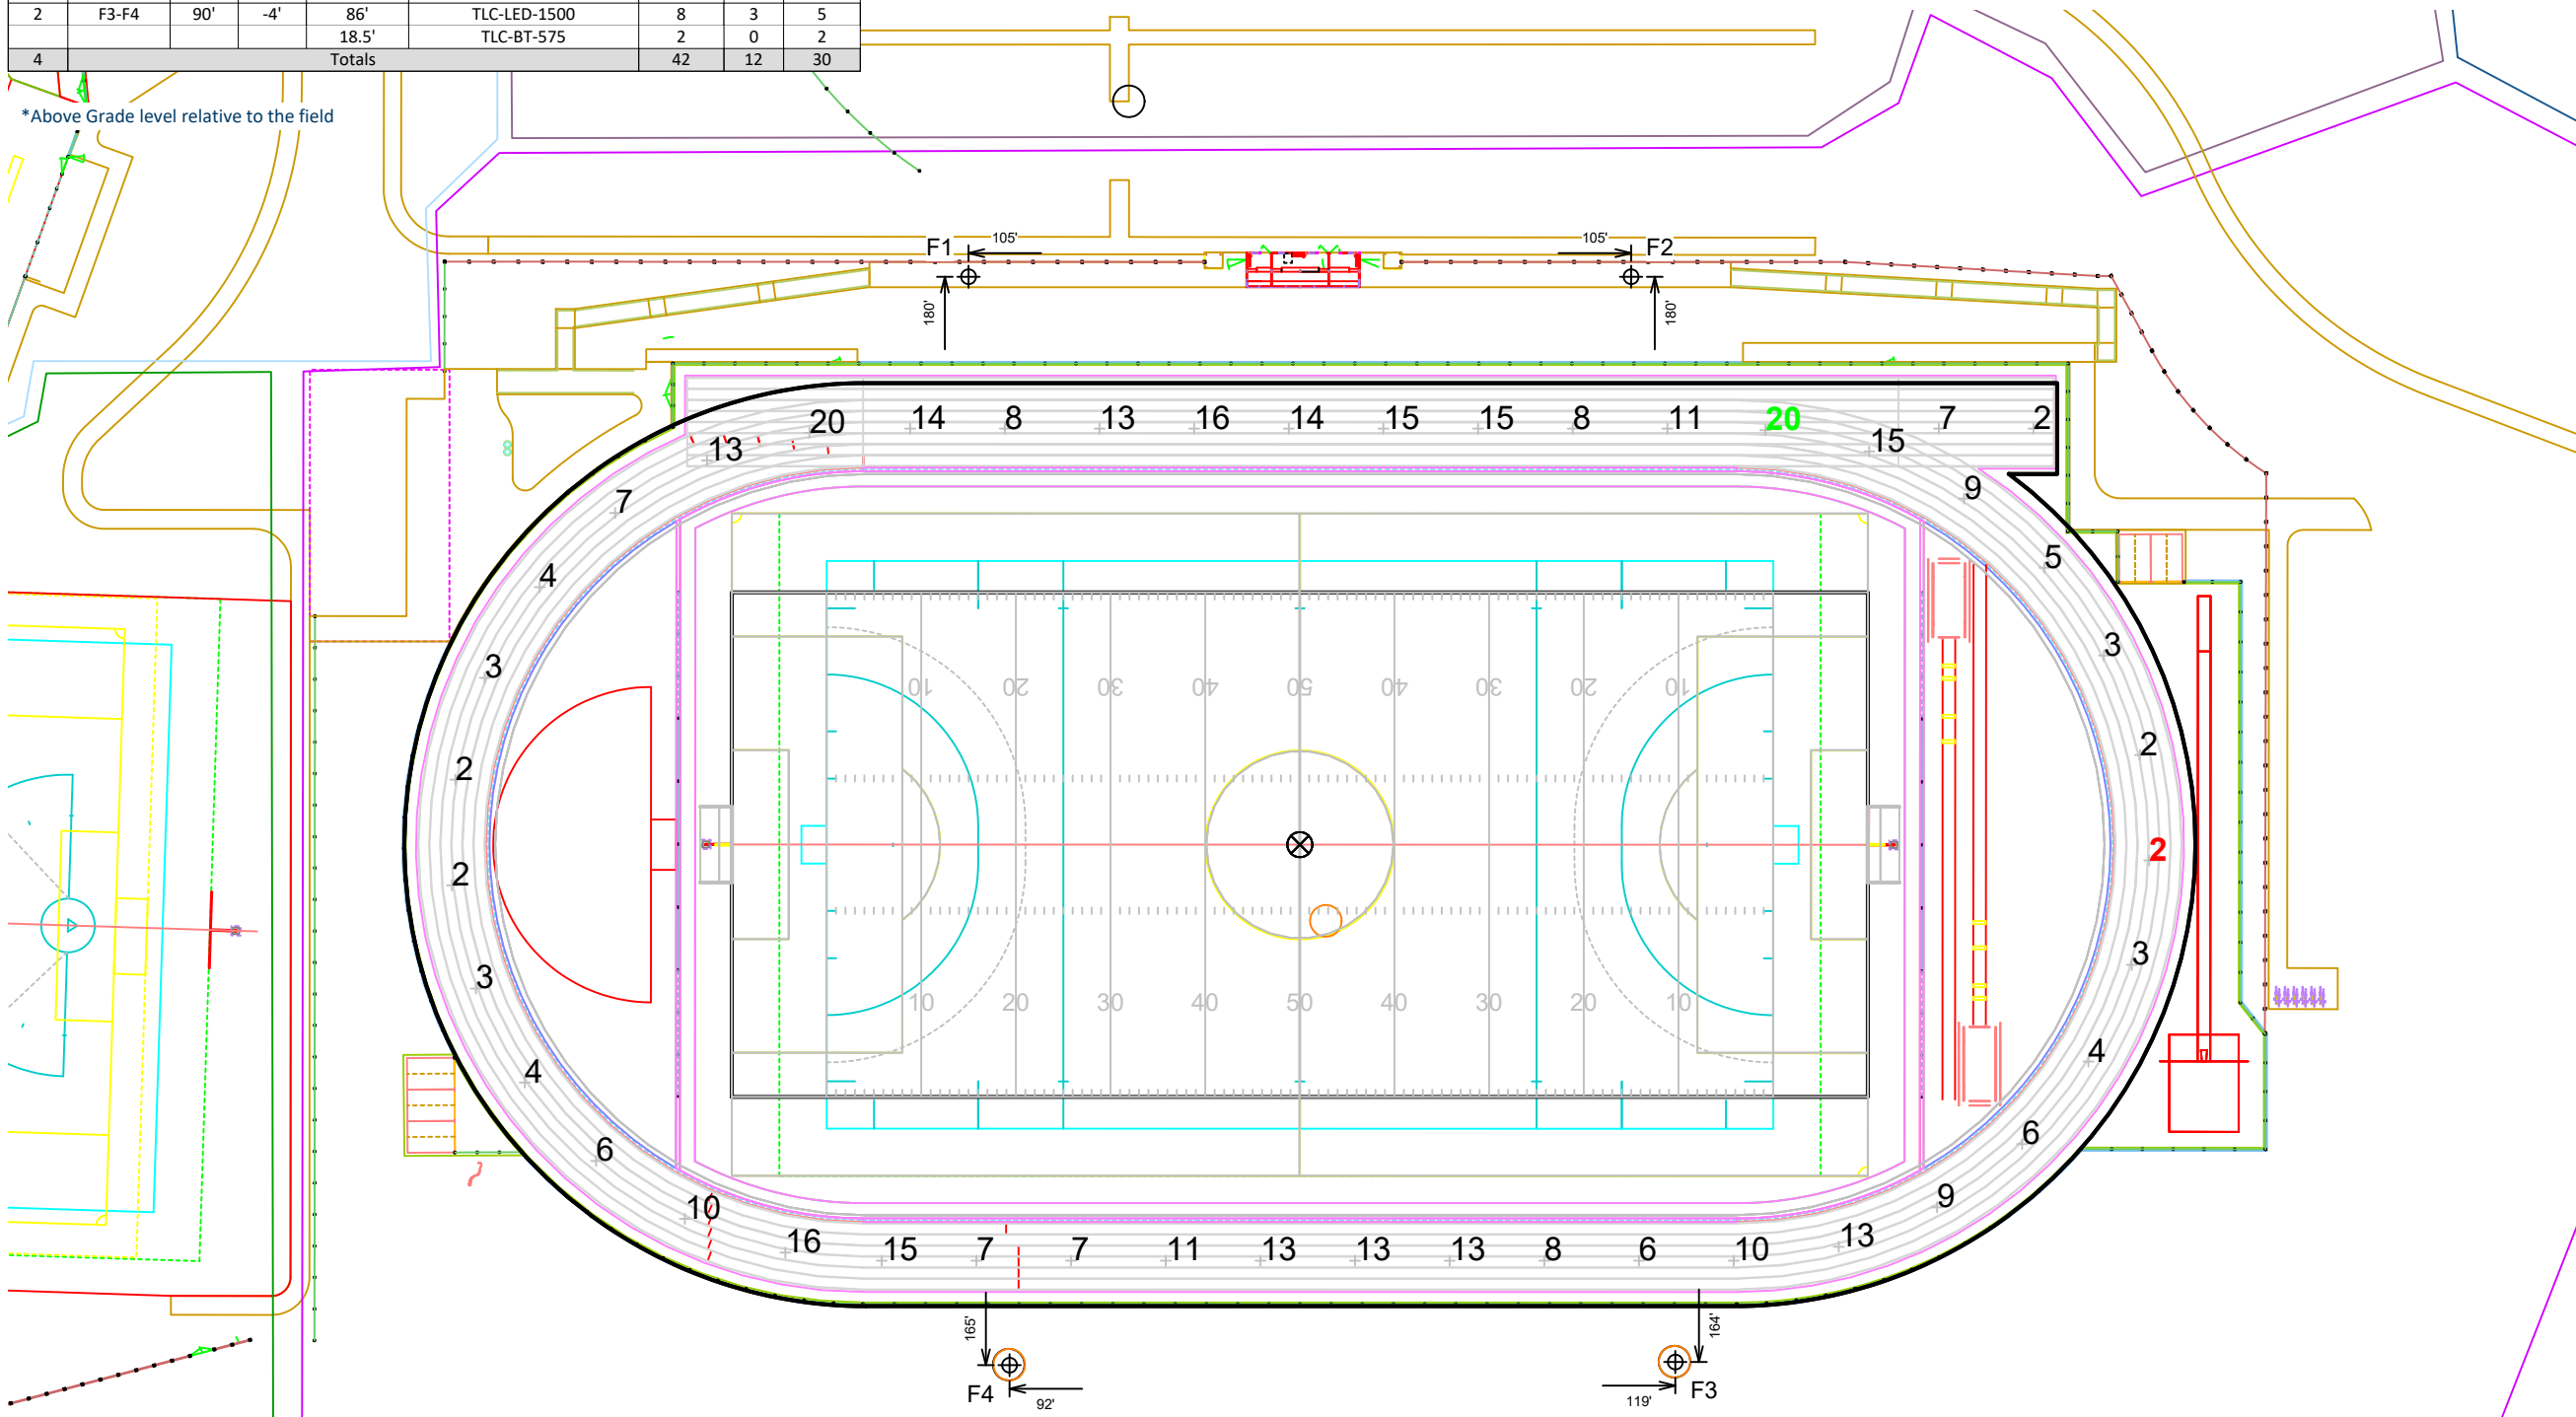 2 F3-F4 90' -4' 86' TLC-LED-1500 8 3 5
18.5' TLC-BT-575 2 0 2
4 Totals 42 12 30
*Above Grade level relative to the field
F1 105' 105' F2
180' 180'
20 14 8 13 16 14 15 15 8 11 20 7 2
13 15
7 9
4 5
3 3
10 20 30 40 50 40 30 20 10
2 2
2 2
3 3
10 20 30 40 50 40 30 20 10
4 4
6 6
10 9
16 15 7 7 11 13 13 13 8 6 10 13
165' 164'
F4 92' 119' F3